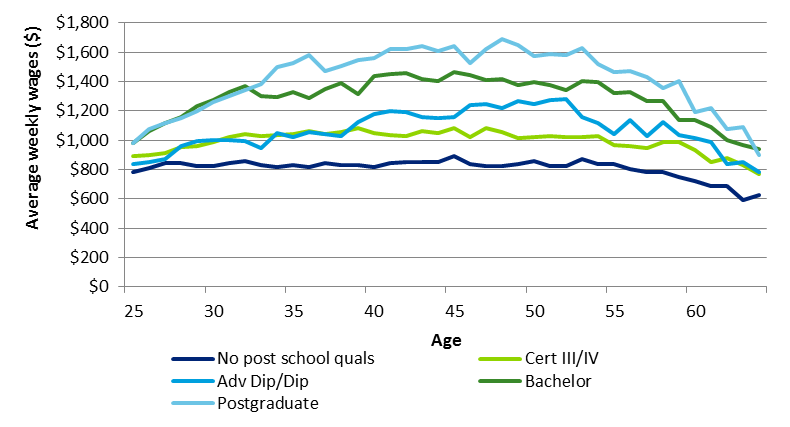 Average weekly wages ($)
$1,800
$1,600
$1,400
$1,200
$1,000
$800
$600
$400
$200
$0
25 30 35 40 45 50 55 60
Age
No post school quals Cert III/IV
Adv Dip/Dip Bachelor
Postgraduate